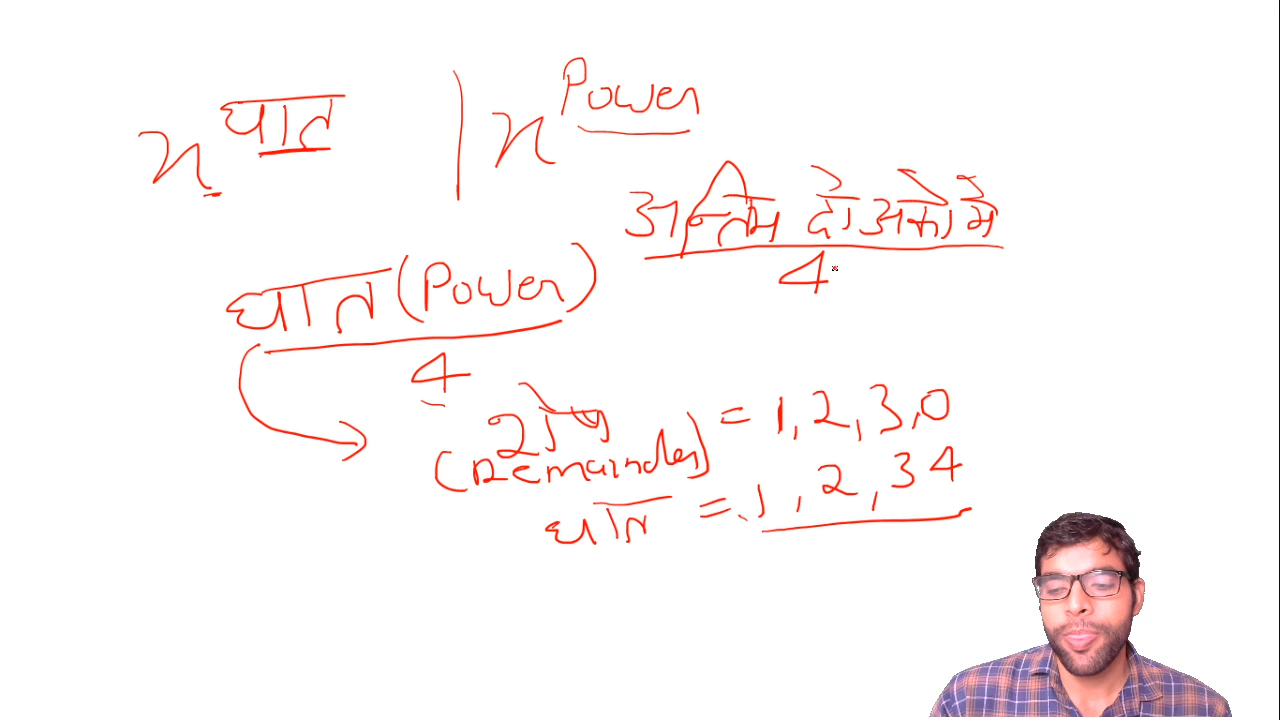 x^घात | x^Power
अन्तिम दो अंको में
4
घात (Power)
4
शेष = 1, 2, 3, 0
(Remainder)
घात = 1, 2, 3 4